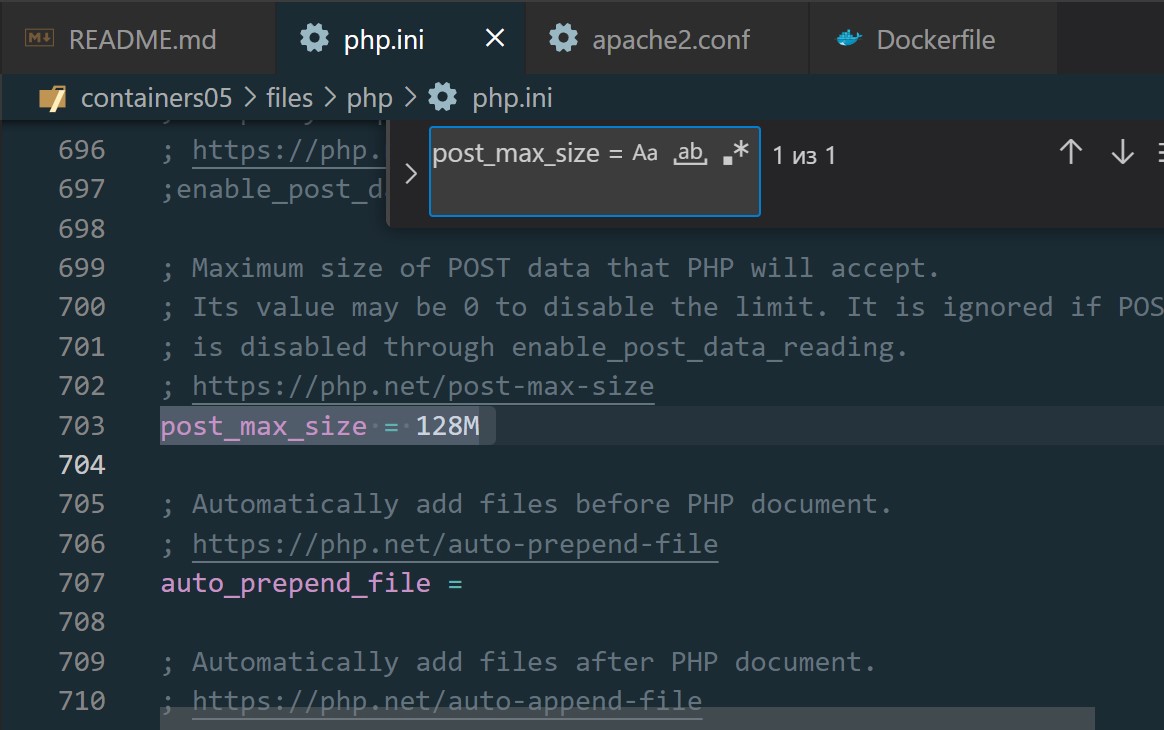 README.md php.ini apache2.conf Dockerfile
containers05 > files > php > php.ini
post_max_size = Aa ab 1 из 1
696 ; https://php.
697 ;enable_post_d
698
699 ; Maximum size of POST data that PHP will accept.
700 ; Its value may be 0 to disable the limit. It is ignored if POS
701 ; is disabled through enable_post_data_reading.
702 ; https://php.net/post-max-size
703 post_max_size = 128M
704
705 ; Automatically add files before PHP document.
706 ; https://php.net/auto-prepend-file
707 auto_prepend_file =
708
709 ; Automatically add files after PHP document.
710 ; https://php.net/auto-append-file